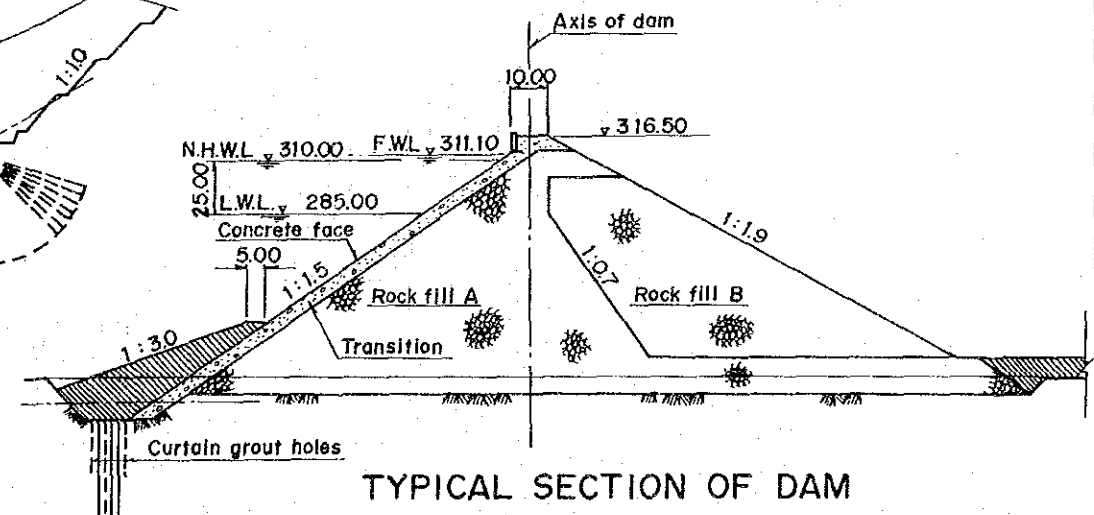 Axis of dam
1:1.0
10.00
316.50
N.H.W.L 310.00
F.W.L 311.10
25.00
L.W.L. 285.00
Concrete face
5.00
1:1.5
1:1.9
1:0.7
Rock fill A
Rock fill B
1:3.0
Transition
Curtain grout holes
TYPICAL SECTION OF DAM